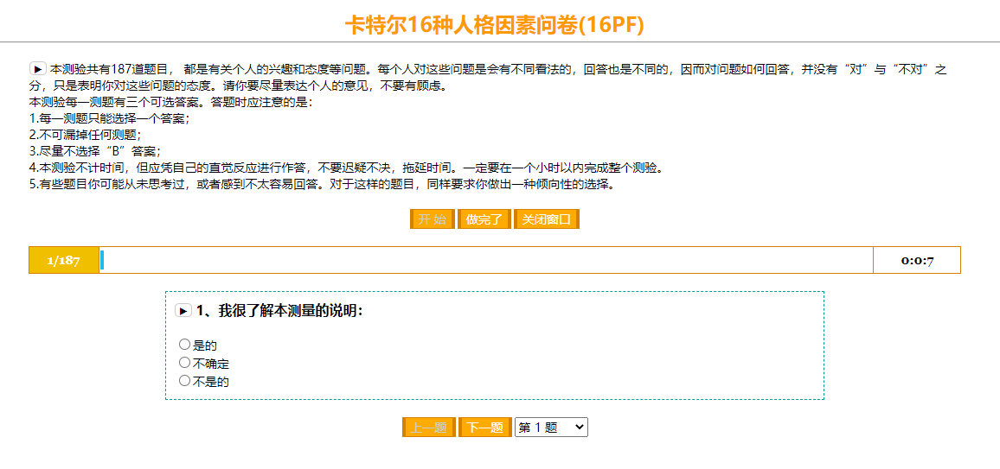 卡特尔16种人格因素问卷(16PF)
本测验共有187道题目， 都是有关个人的兴趣和态度等问题。每个人对这些问题是会有不同看法的，回答也是不同的，因而对问题如何回答，并没有“对”与“不对”之
分，只是表明你对这些问题的态度。请你要尽量表达个人的意见，不要有顾虑。
本测验每一测题有三个可选答案。答题时应注意的是：
1.每一测题只能选择一个答案；
2.不可漏掉任何测题；
3.尽量不选择“B”答案；
4.本测验不计时间，但应凭自己的直觉反应进行作答，不要迟疑不决，拖延时间。一定要在一个小时以内完成整个测验。
5.有些题目你可能从未思考过，或者感到不太容易回答。对于这样的题目，同样要求你做出一种倾向性的选择。
开 始 做完了 关闭窗口
1/187 0:0:7
1、我很了解本测量的说明：
是的
不确定
不是的
上一题 下一题 第 1 题